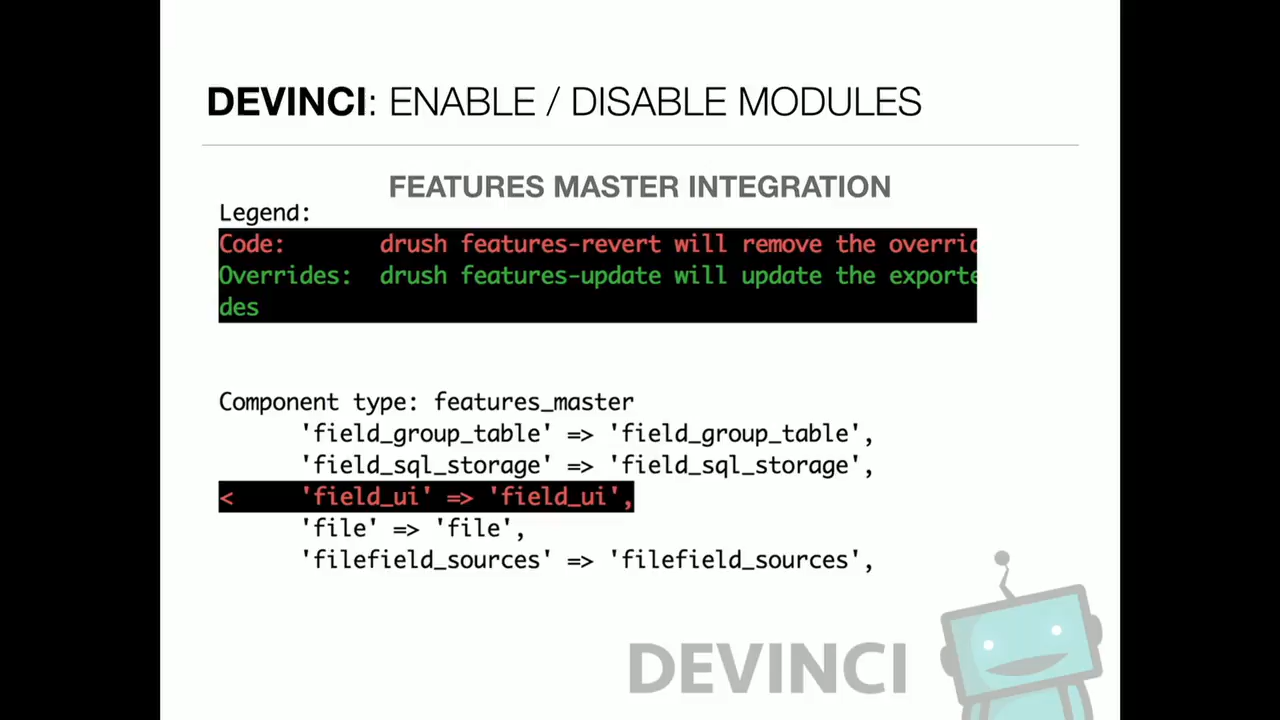 DEVINCI: ENABLE / DISABLE MODULES
FEATURES MASTER INTEGRATION
Legend:
Code: drush features-revert will remove the overrid
Overrides: drush features-update will update the exporte
des
Component type: features_master
'field_group_table' => 'field_group_table',
'field_sql_storage' => 'field_sql_storage',
< 'field_ui' => 'field_ui',
'file' => 'file',
'filefield_sources' => 'filefield_sources',
DEVINCI